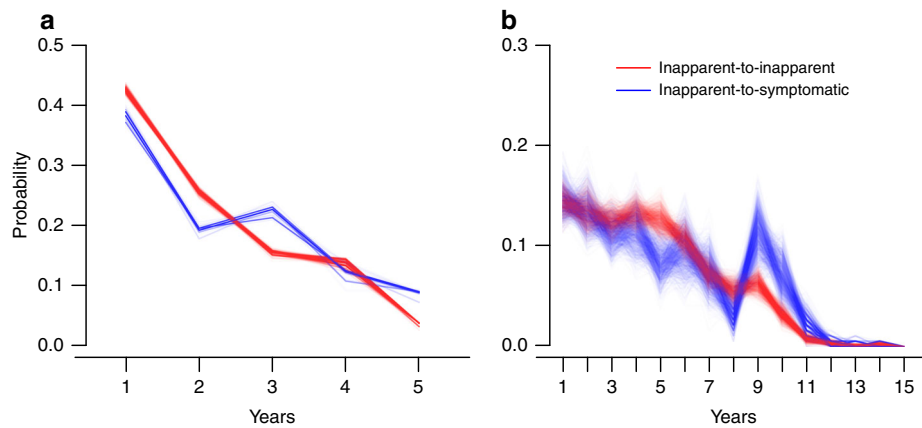 a
0.5
0.4
0.3
0.2
0.1
0.0
Probability
1 2 3 4 5
Years
b
0.3
0.2
0.1
0.0
Inapparent-to-inapparent
Inapparent-to-symptomatic
1 3 5 7 9 11 13 15
Years